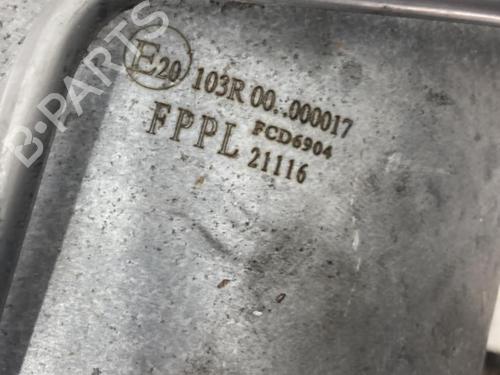 E20 103R 00..000017
FPPL FCD6904
21116
B-PARTS